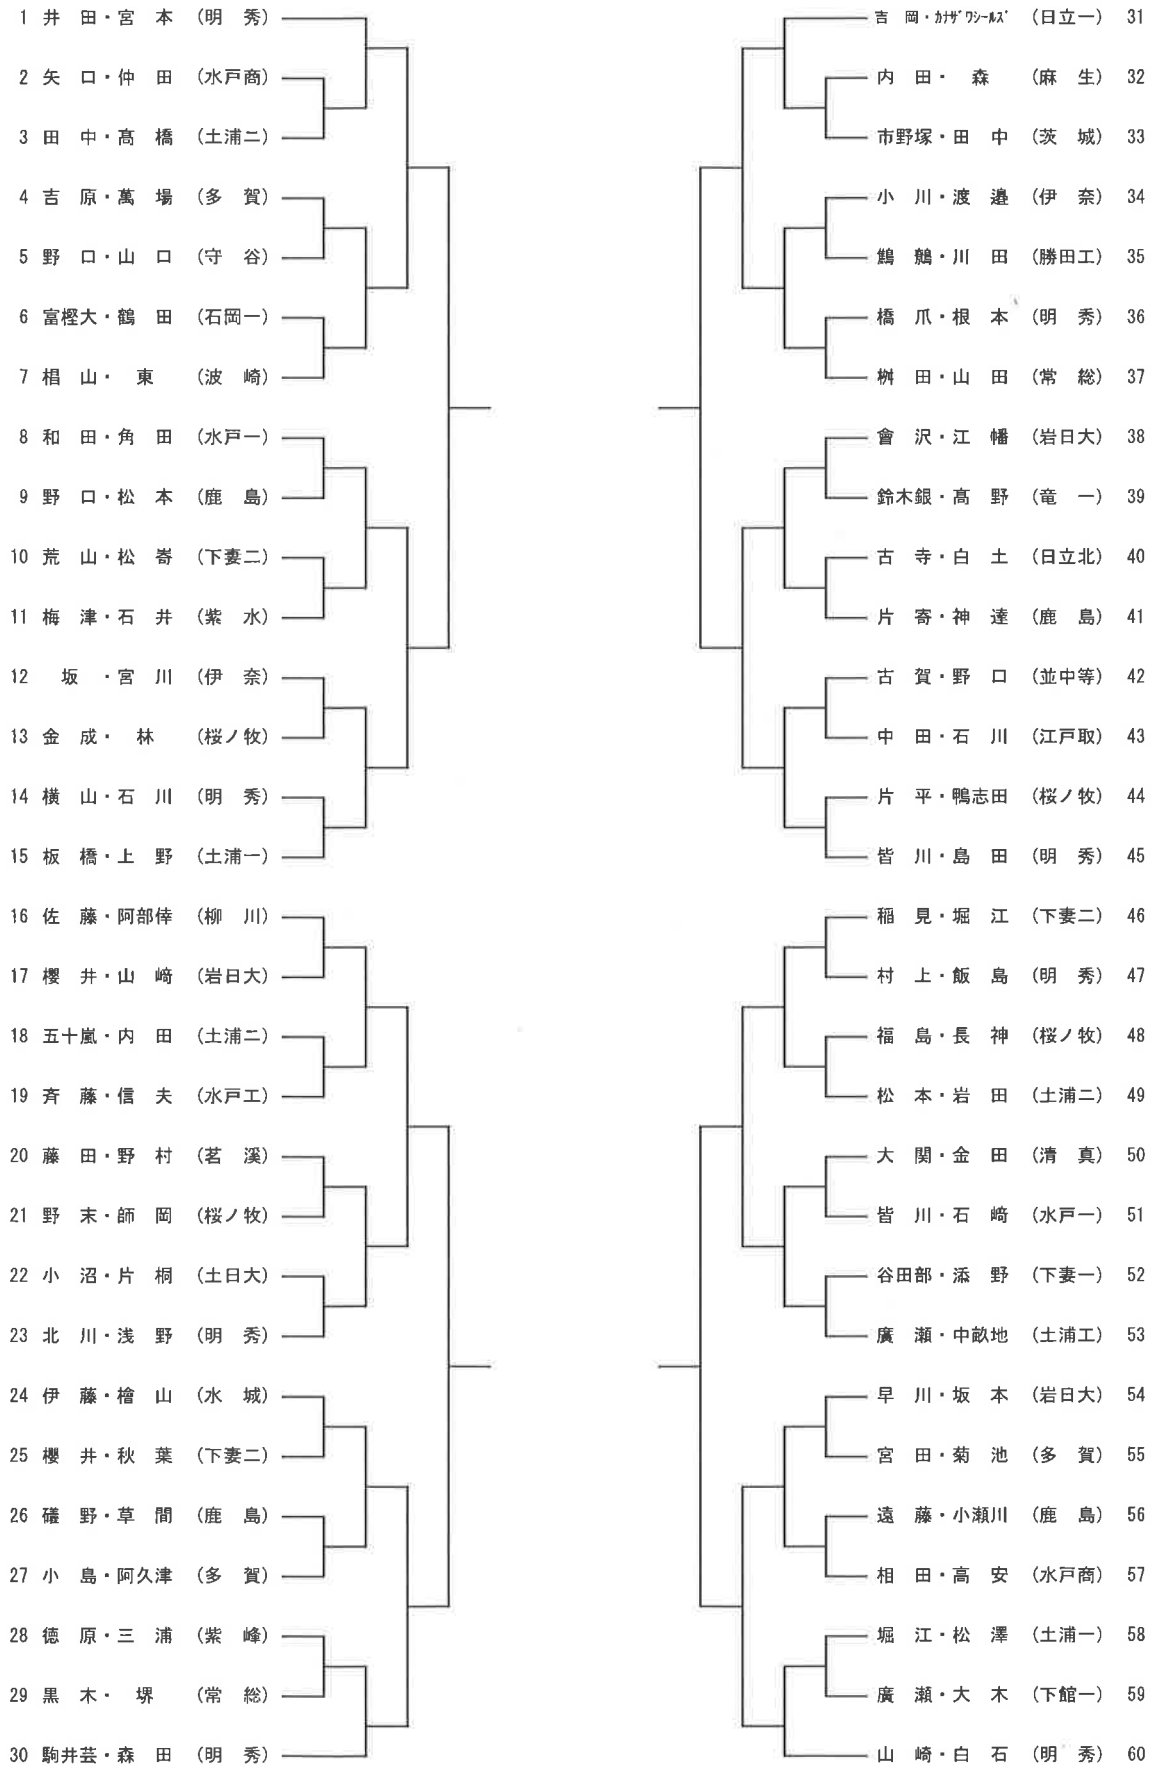 1 井 田・宮 本 (明 秀)
2 矢 口・仲 田 (水戸商)
3 田 中・髙 橋 (土浦二)
4 吉 原・萬 場 (多 賀)
5 野 口・山 口 (守 谷)
6 富樫大・鶴 田 (石岡一)
7 椙 山・ 東 (波 崎)
8 和 田・角 田 (水戸一)
9 野 口・松 本 (鹿 島)
10 荒 山・松 嵜 (下妻二)
11 梅 津・石 井 (紫 水)
12 坂 ・宮 川 (伊 奈)
13 金 成・ 林 (桜ノ牧)
14 横 山・石 川 (明 秀)
15 板 橋・上 野 (土浦一)
16 佐 藤・阿部倖 (柳 川)
17 櫻 井・山 﨑 (岩日大)
18 五十嵐・内 田 (土浦二)
19 斉 藤・信 夫 (水戸工)
20 藤 田・野 村 (茗 溪)
21 野 末・師 岡 (桜ノ牧)
22 小 沼・片 桐 (土日大)
23 北 川・浅 野 (明 秀)
24 伊 藤・檜 山 (水 城)
25 櫻 井・秋 葉 (下妻二)
26 礒 野・草 間 (鹿 島)
27 小 島・阿久津 (多 賀)
28 徳 原・三 浦 (紫 峰)
29 黒 木・ 堺 (常 総)
30 駒井芸・森 田 (明 秀)
吉 岡・ｶﾅｻﾞﾜｼｰﾙｽﾞ (日立一) 31
内 田・ 森 (麻 生) 32
市野塚・田 中 (茨 城) 33
小 川・渡 邉 (伊 奈) 34
鷦 鷯・川 田 (勝田工) 35
橋 爪・根 本 (明 秀) 36
桝 田・山 田 (常 総) 37
會 沢・江 幡 (岩日大) 38
鈴木銀・髙 野 (竜 一) 39
古 寺・白 土 (日立北) 40
片 寄・神 達 (鹿 島) 41
古 賀・野 口 (並中等) 42
中 田・石 川 (江戸取) 43
片 平・鴨志田 (桜ノ牧) 44
皆 川・島 田 (明 秀) 45
稲 見・堀 江 (下妻二) 46
村 上・飯 島 (明 秀) 47
福 島・長 神 (桜ノ牧) 48
松 本・岩 田 (土浦二) 49
大 関・金 田 (清 真) 50
皆 川・石 﨑 (水戸一) 51
谷田部・添 野 (下妻一) 52
廣 瀬・中畝地 (土浦工) 53
早 川・坂 本 (岩日大) 54
宮 田・菊 池 (多 賀) 55
遠 藤・小瀬川 (鹿 島) 56
相 田・高 安 (水戸商) 57
堀 江・松 澤 (土浦一) 58
廣 瀬・大 木 (下館一) 59
山 崎・白 石 (明 秀) 60